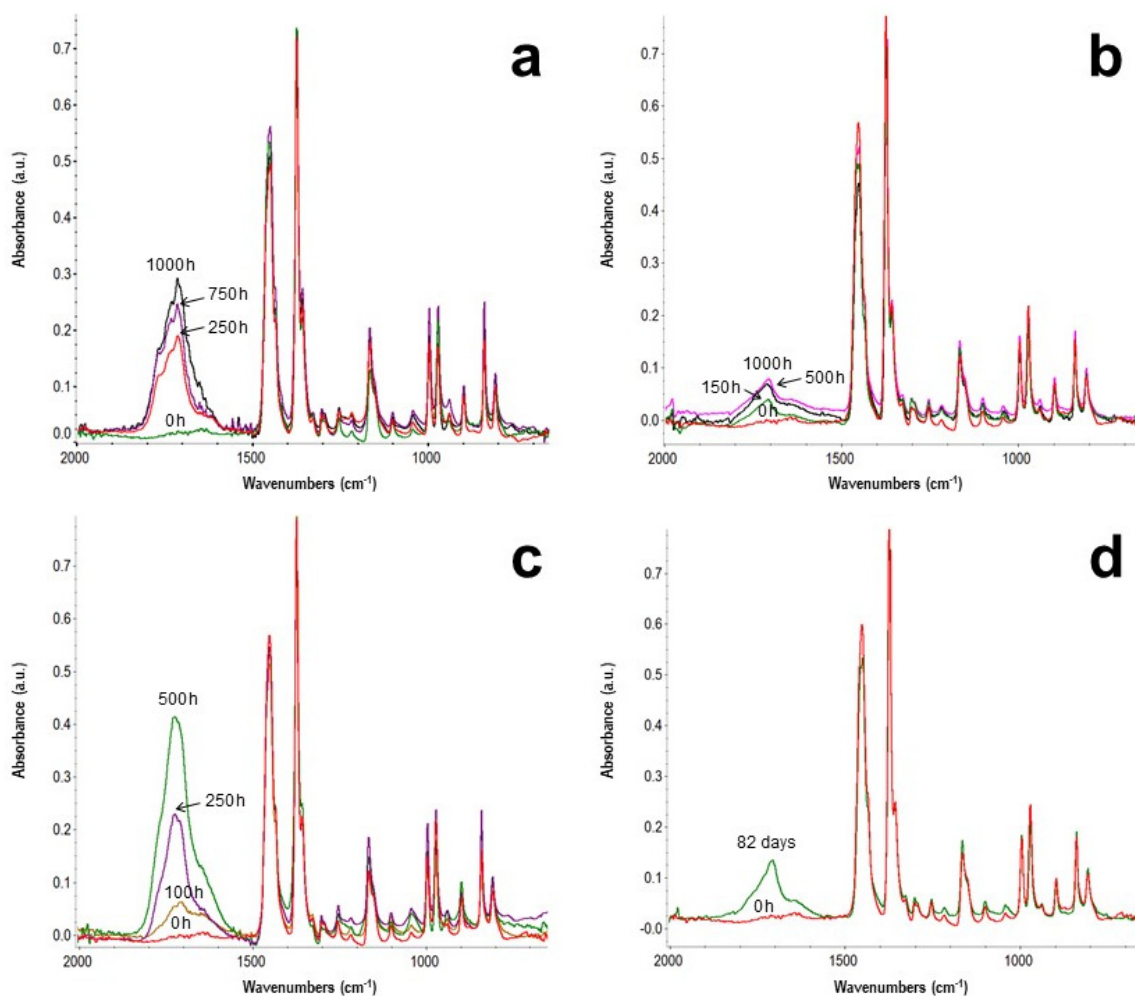 a
0.7
0.6
0.5
0.4
0.3
0.2
0.1
0.0
Absorbance (a.u.)
1000h
750h
250h
0h
2000 1500 1000
Wavenumbers (cm-1)
b
0.7
0.6
0.5
0.4
0.3
0.2
0.1
0.0
Absorbance (a.u.)
1000h
150h 500h
0h
2000 1500 1000
Wavenumbers (cm-1)
c
0.7
0.6
0.5
0.4
0.3
0.2
0.1
0.0
Absorbance (a.u.)
500h
250h
100h
0h
2000 1500 1000
Wavenumbers (cm-1)
d
0.7
0.6
0.5
0.4
0.3
0.2
0.1
-0.0
Absorbance (a.u.)
82 days
0h
2000 1500 1000
Wavenumbers (cm-1)